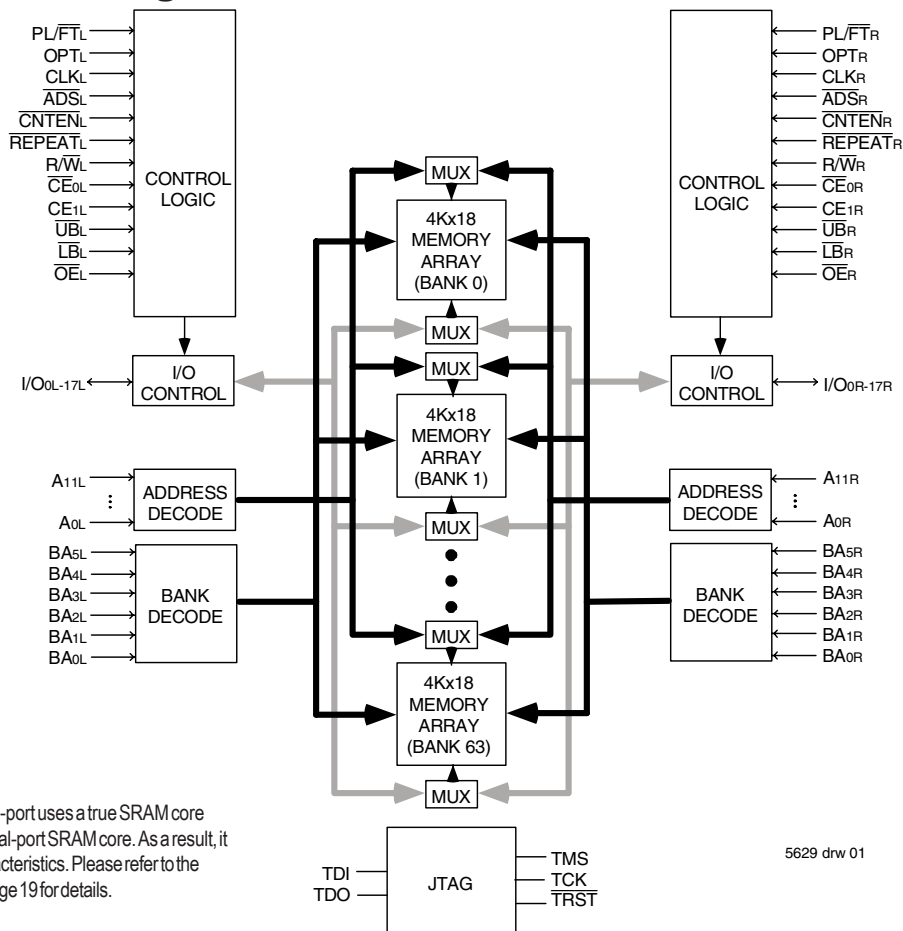 PL/FTL
OPTL
CLKL
ADSL
CNTENL
REPEATL
R/WL
CE0L
CE1L
UBL
LBL
OEL
CONTROL
LOGIC
I/O
CONTROL
I/O0L-17L
A11L
A0L
ADDRESS
DECODE
BA5L
BA4L
BA3L
BA2L
BA1L
BA0L
BANK
DECODE
MUX
4Kx18
MEMORY
ARRAY
(BANK 0)
MUX
MUX
4Kx18
MEMORY
ARRAY
(BANK 1)
MUX
MUX
4Kx18
MEMORY
ARRAY
(BANK 63)
MUX
PL/FTR
OPTR
CLKR
ADSR
CNTENR
REPEATR
R/WR
CE0R
CE1R
UBR
LBR
OER
CONTROL
LOGIC
I/O
CONTROL
I/O0R-17R
A11R
A0R
ADDRESS
DECODE
BA5R
BA4R
BA3R
BA2R
BA1R
BA0R
BANK
DECODE
-port uses a true SRAM core
al-port SRAM core. As a result, it
acteristics. Please refer to the
ge 19 for details.
TDI
TDO
JTAG
TMS
TCK
TRST
5629 drw 01